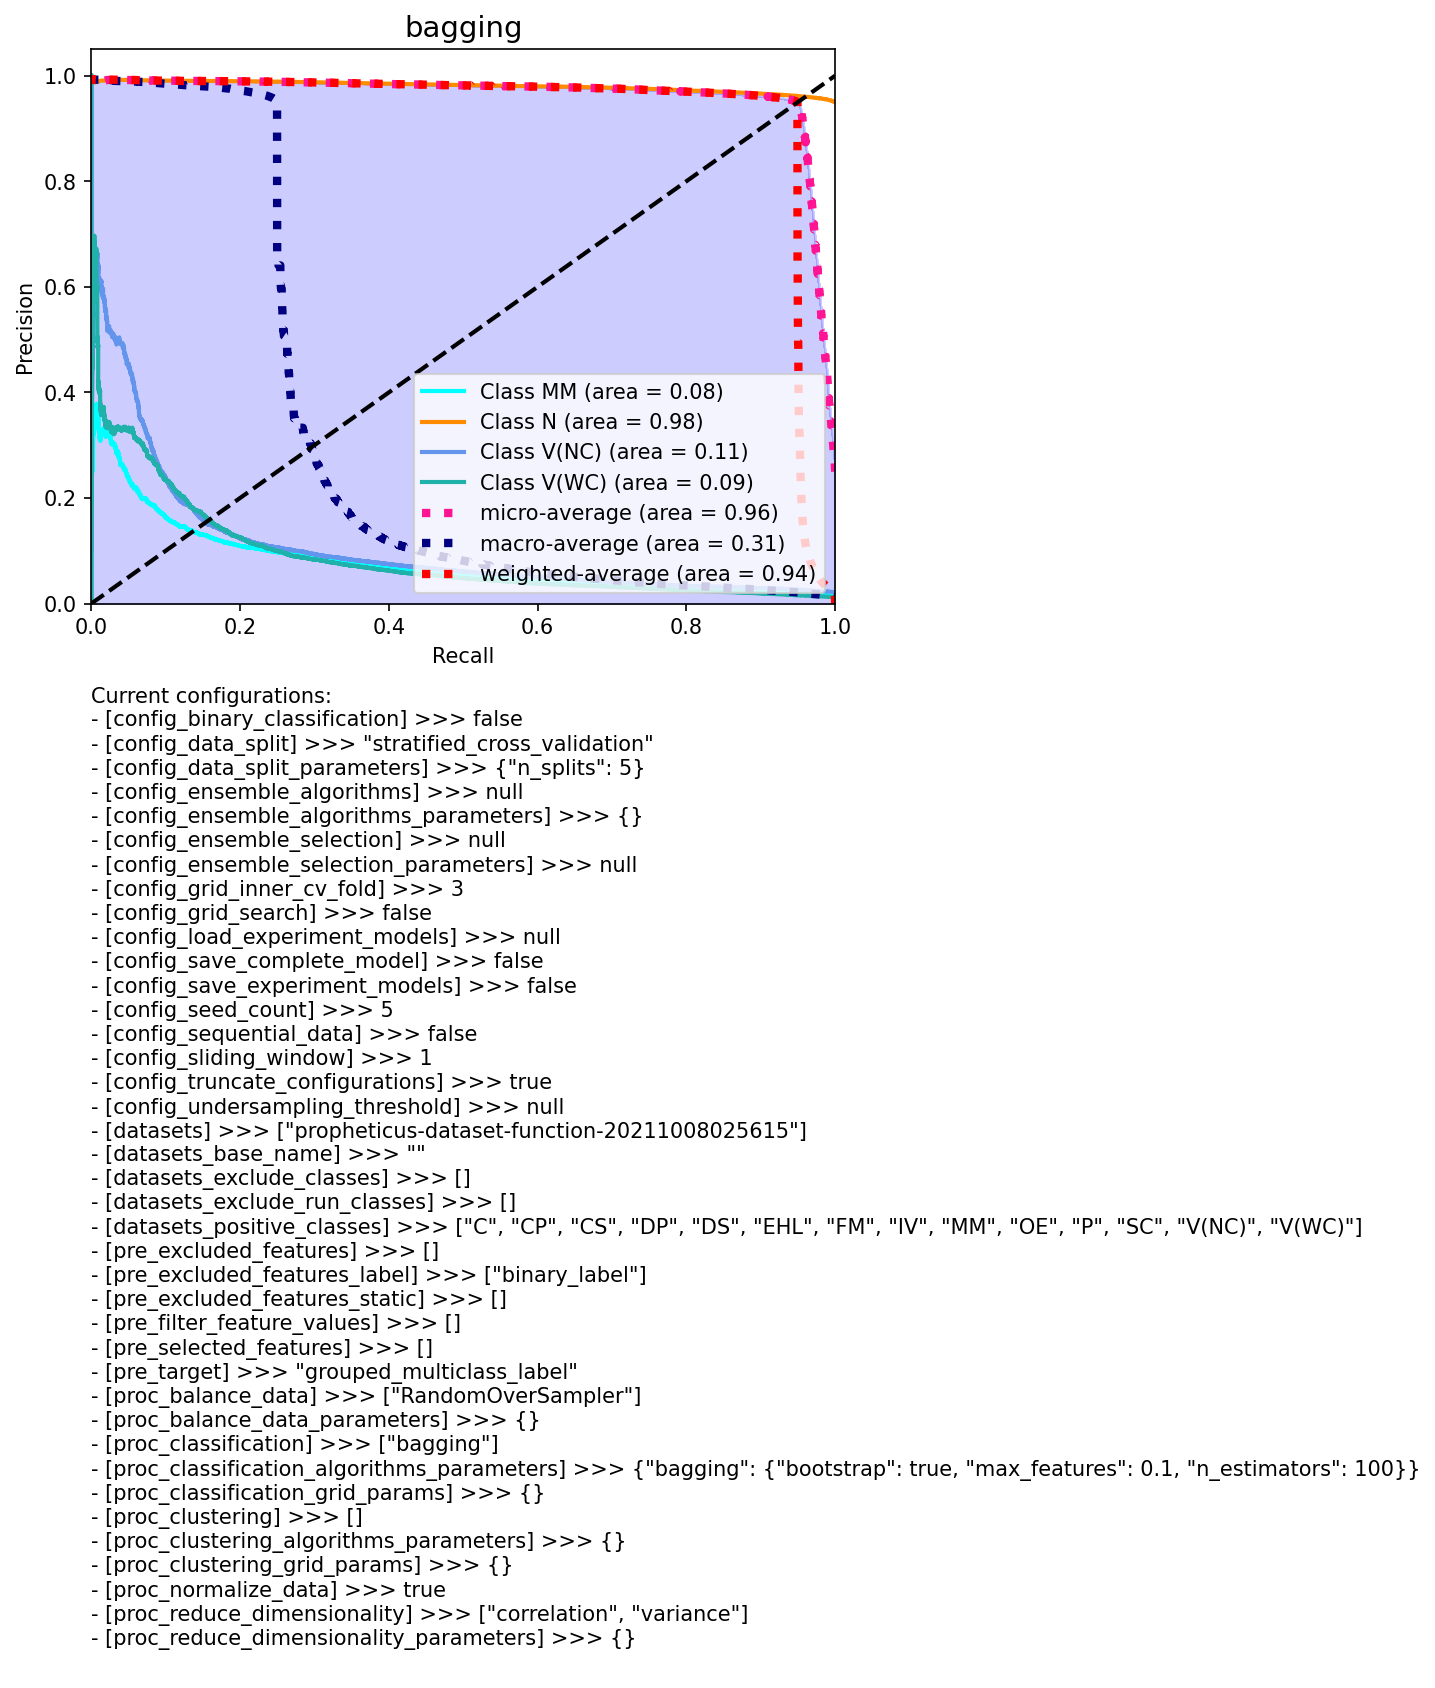 bagging
1.0
0.8
0.6
0.4
0.2
0.0
Precision
Class MM (area = 0.08)
Class N (area = 0.98)
Class V(NC) (area = 0.11)
Class V(WC) (area = 0.09)
micro-average (area = 0.96)
macro-average (area = 0.31)
weighted-average (area = 0.94)
0.0 0.2 0.4 0.6 0.8 1.0
Recall
Current configurations:
- [config_binary_classification] >>> false
- [config_data_split] >>> "stratified_cross_validation"
- [config_data_split_parameters] >>> {"n_splits": 5}
- [config_ensemble_algorithms] >>> null
- [config_ensemble_algorithms_parameters] >>> {}
- [config_ensemble_selection] >>> null
- [config_ensemble_selection_parameters] >>> null
- [config_grid_inner_cv_fold] >>> 3
- [config_grid_search] >>> false
- [config_load_experiment_models] >>> null
- [config_save_complete_model] >>> false
- [config_save_experiment_models] >>> false
- [config_seed_count] >>> 5
- [config_sequential_data] >>> false
- [config_sliding_window] >>> 1
- [config_truncate_configurations] >>> true
- [config_undersampling_threshold] >>> null
- [datasets] >>> ["propheticus-dataset-function-20211008025615"]
- [datasets_base_name] >>> ""
- [datasets_exclude_classes] >>> []
- [datasets_exclude_run_classes] >>> []
- [datasets_positive_classes] >>> ["C", "CP", "CS", "DP", "DS", "EHL", "FM", "IV", "MM", "OE", "P", "SC", "V(NC)", "V(WC)"]
- [pre_excluded_features] >>> []
- [pre_excluded_features_label] >>> ["binary_label"]
- [pre_excluded_features_static] >>> []
- [pre_filter_feature_values] >>> []
- [pre_selected_features] >>> []
- [pre_target] >>> "grouped_multiclass_label"
- [proc_balance_data] >>> ["RandomOverSampler"]
- [proc_balance_data_parameters] >>> {}
- [proc_classification] >>> ["bagging"]
- [proc_classification_algorithms_parameters] >>> {"bagging": {"bootstrap": true, "max_features": 0.1, "n_estimators": 100}}
- [proc_classification_grid_params] >>> {}
- [proc_clustering] >>> []
- [proc_clustering_algorithms_parameters] >>> {}
- [proc_clustering_grid_params] >>> {}
- [proc_normalize_data] >>> true
- [proc_reduce_dimensionality] >>> ["correlation", "variance"]
- [proc_reduce_dimensionality_parameters] >>> {}